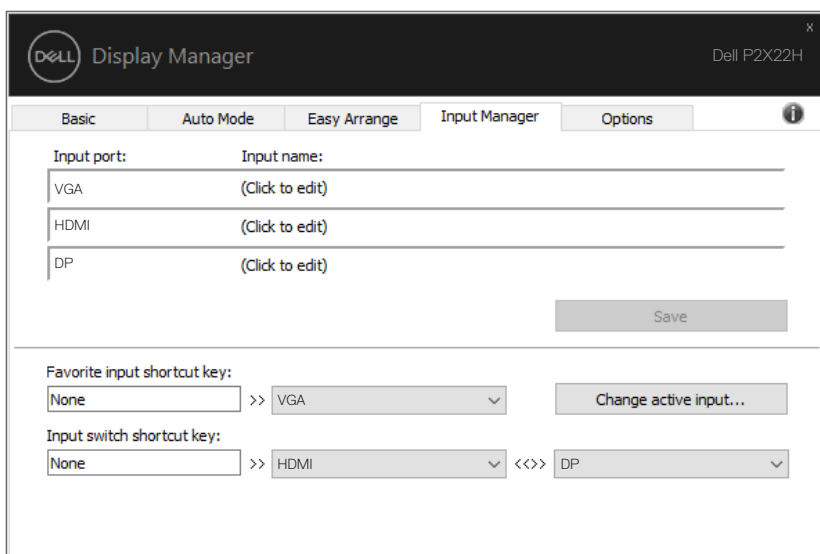 x
DELL Display Manager Dell P2X22H
Basic Auto Mode Easy Arrange Input Manager Options i
Input port: Input name:
VGA (Click to edit)
HDMI (Click to edit)
DP (Click to edit)
Save
Favorite input shortcut key:
None >> VGA Change active input...
Input switch shortcut key:
None >> HDMI <<>> DP